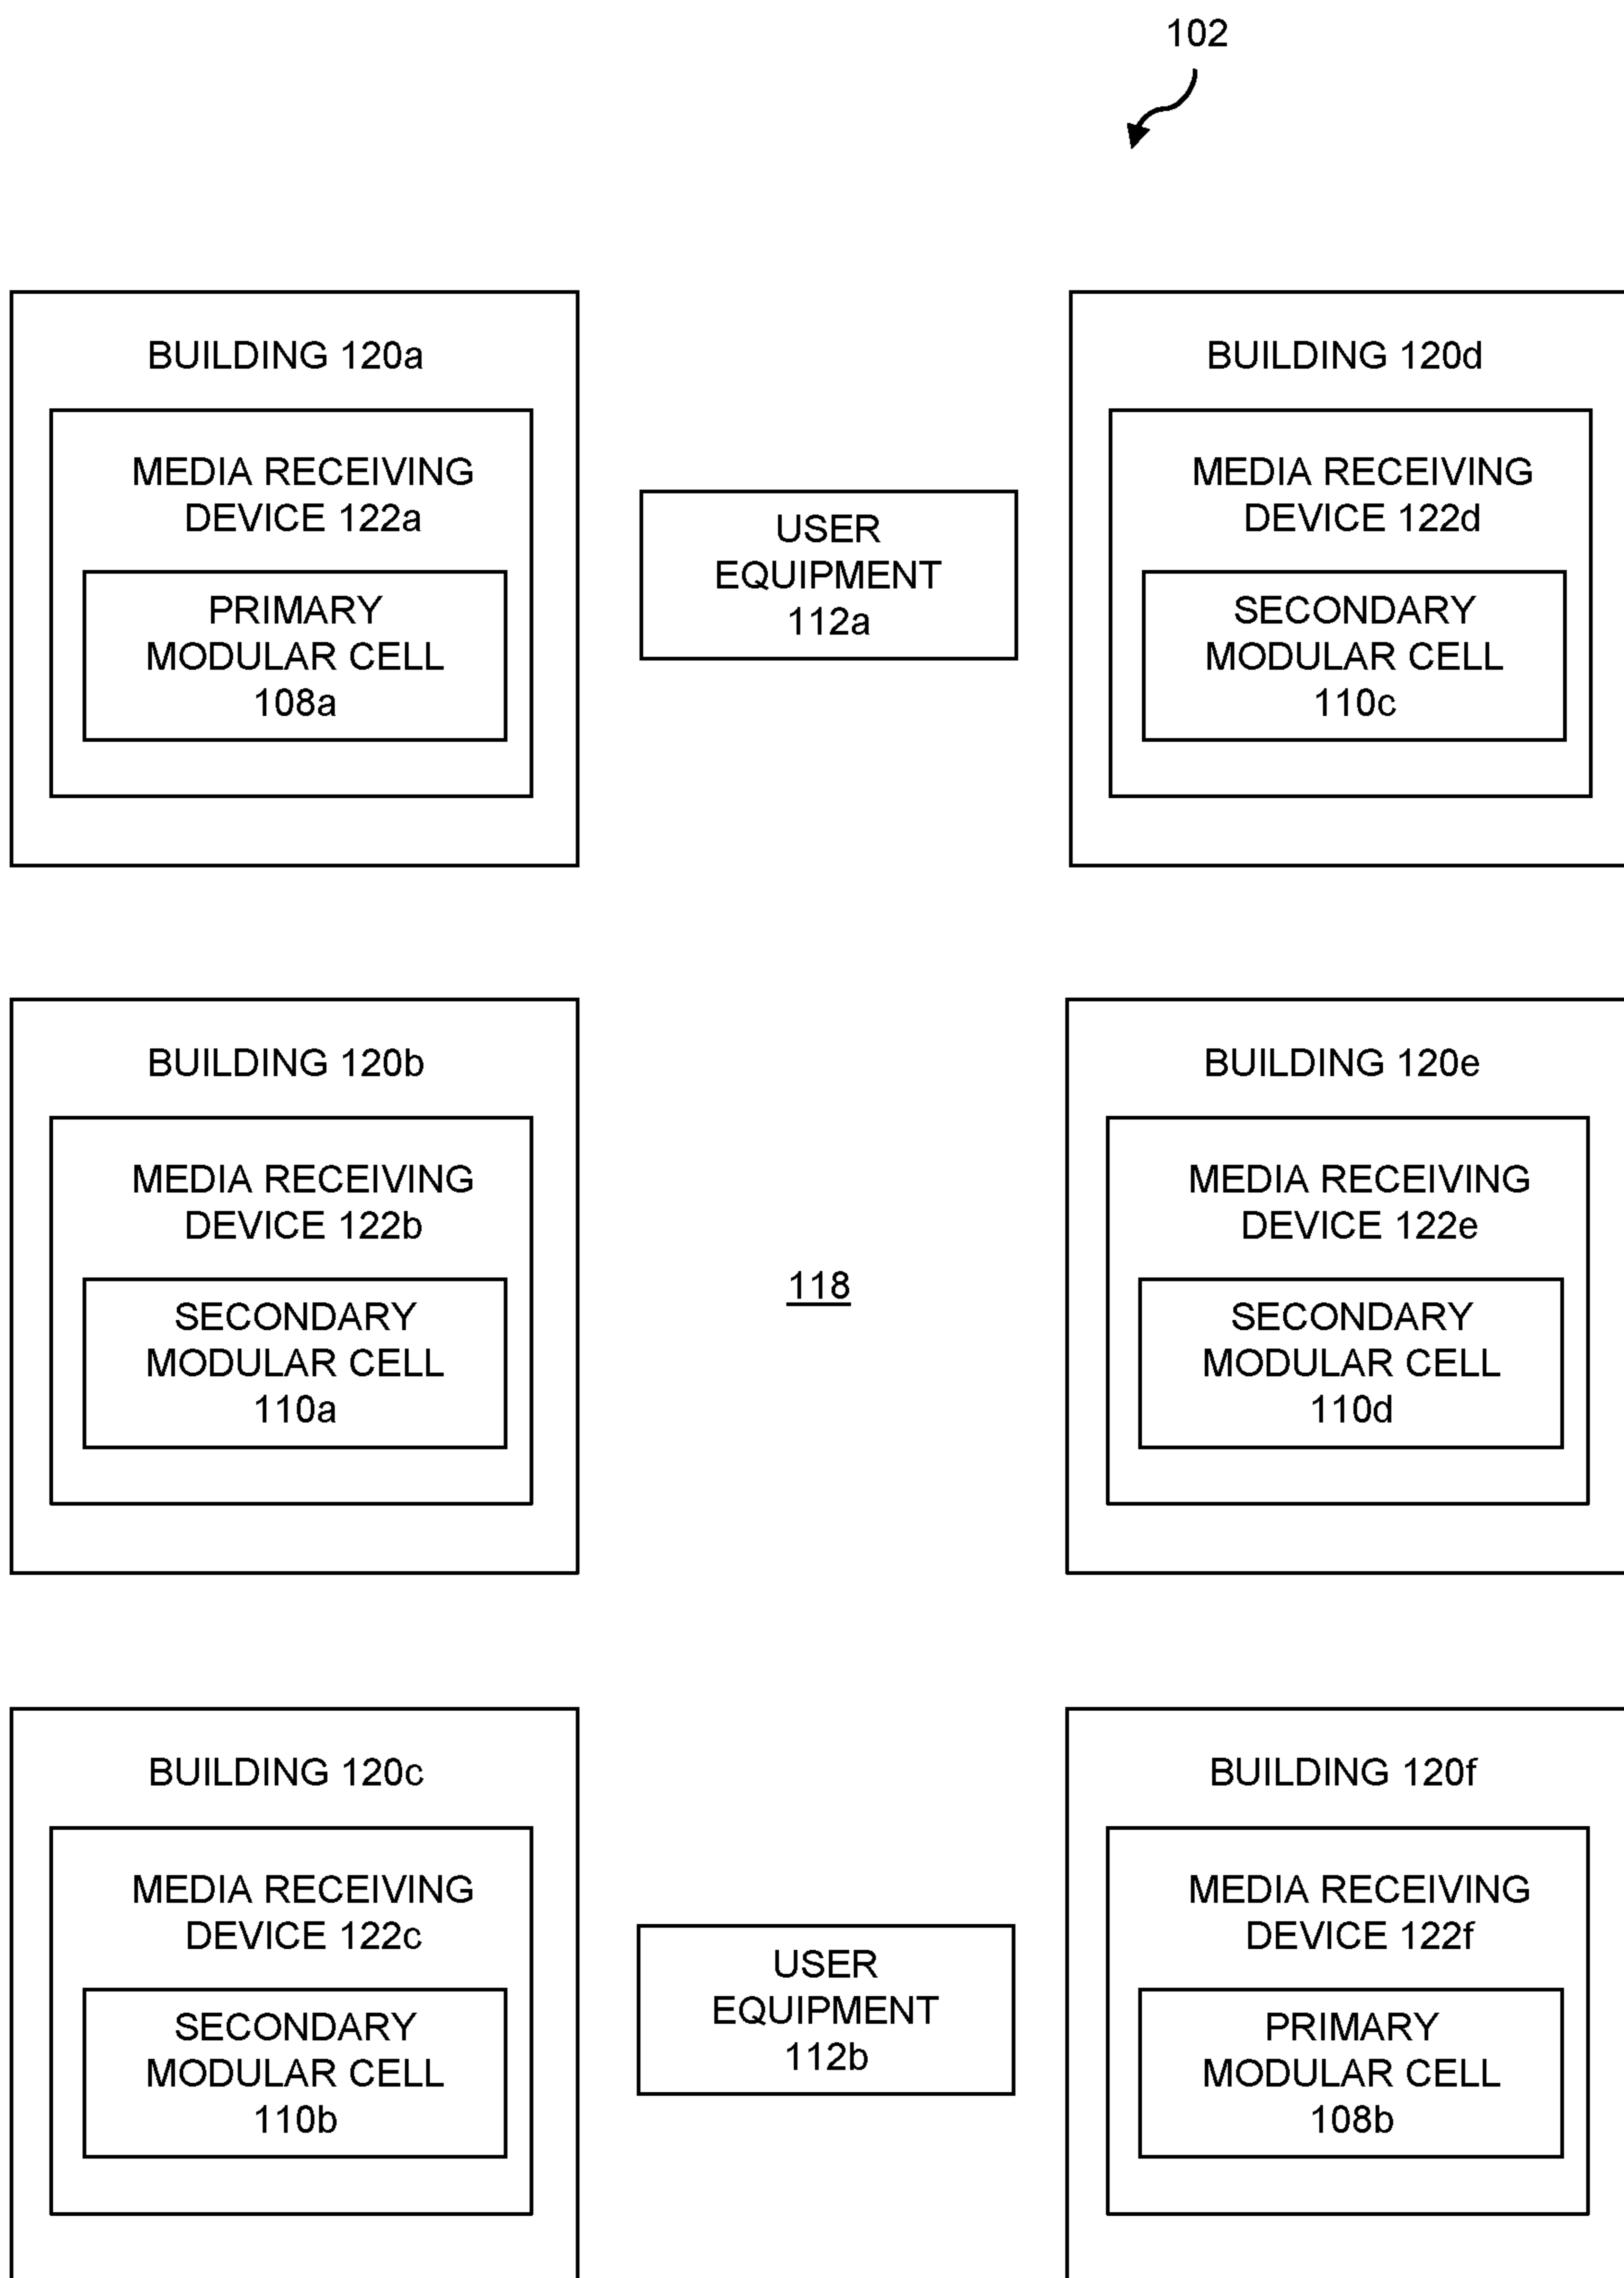 102
BUILDING 120a
MEDIA RECEIVING
DEVICE 122a
PRIMARY
MODULAR CELL
108a
USER
EQUIPMENT
112a
BUILDING 120d
MEDIA RECEIVING
DEVICE 122d
SECONDARY
MODULAR CELL
110c
BUILDING 120b
MEDIA RECEIVING
DEVICE 122b
SECONDARY
MODULAR CELL
110a
118
BUILDING 120e
MEDIA RECEIVING
DEVICE 122e
SECONDARY
MODULAR CELL
110d
BUILDING 120c
MEDIA RECEIVING
DEVICE 122c
SECONDARY
MODULAR CELL
110b
USER
EQUIPMENT
112b
BUILDING 120f
MEDIA RECEIVING
DEVICE 122f
PRIMARY
MODULAR CELL
108b